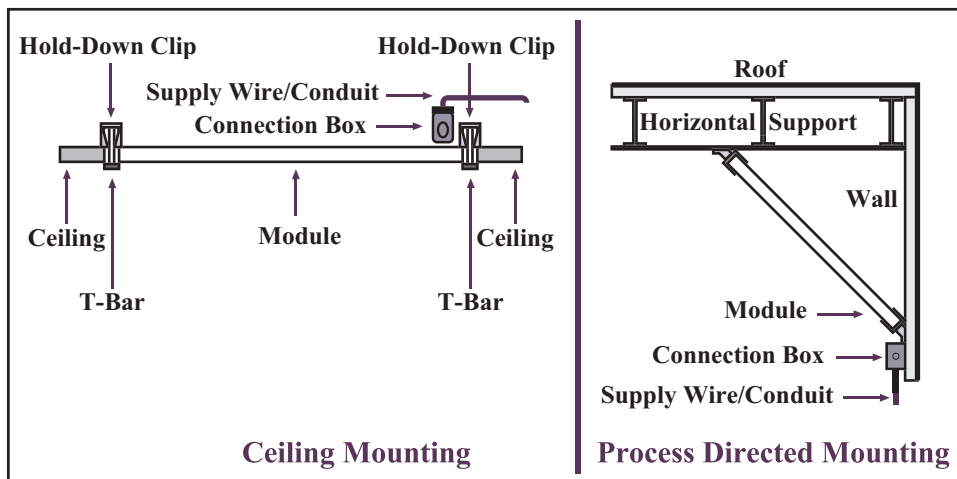 Hold-Down Clip
Hold-Down Clip
Supply Wire/Conduit
Connection Box
Ceiling
Module
Ceiling
T-Bar
T-Bar
Ceiling Mounting
Roof
Horizontal Support
Wall
Module
Connection Box
Supply Wire/Conduit
Process Directed Mounting